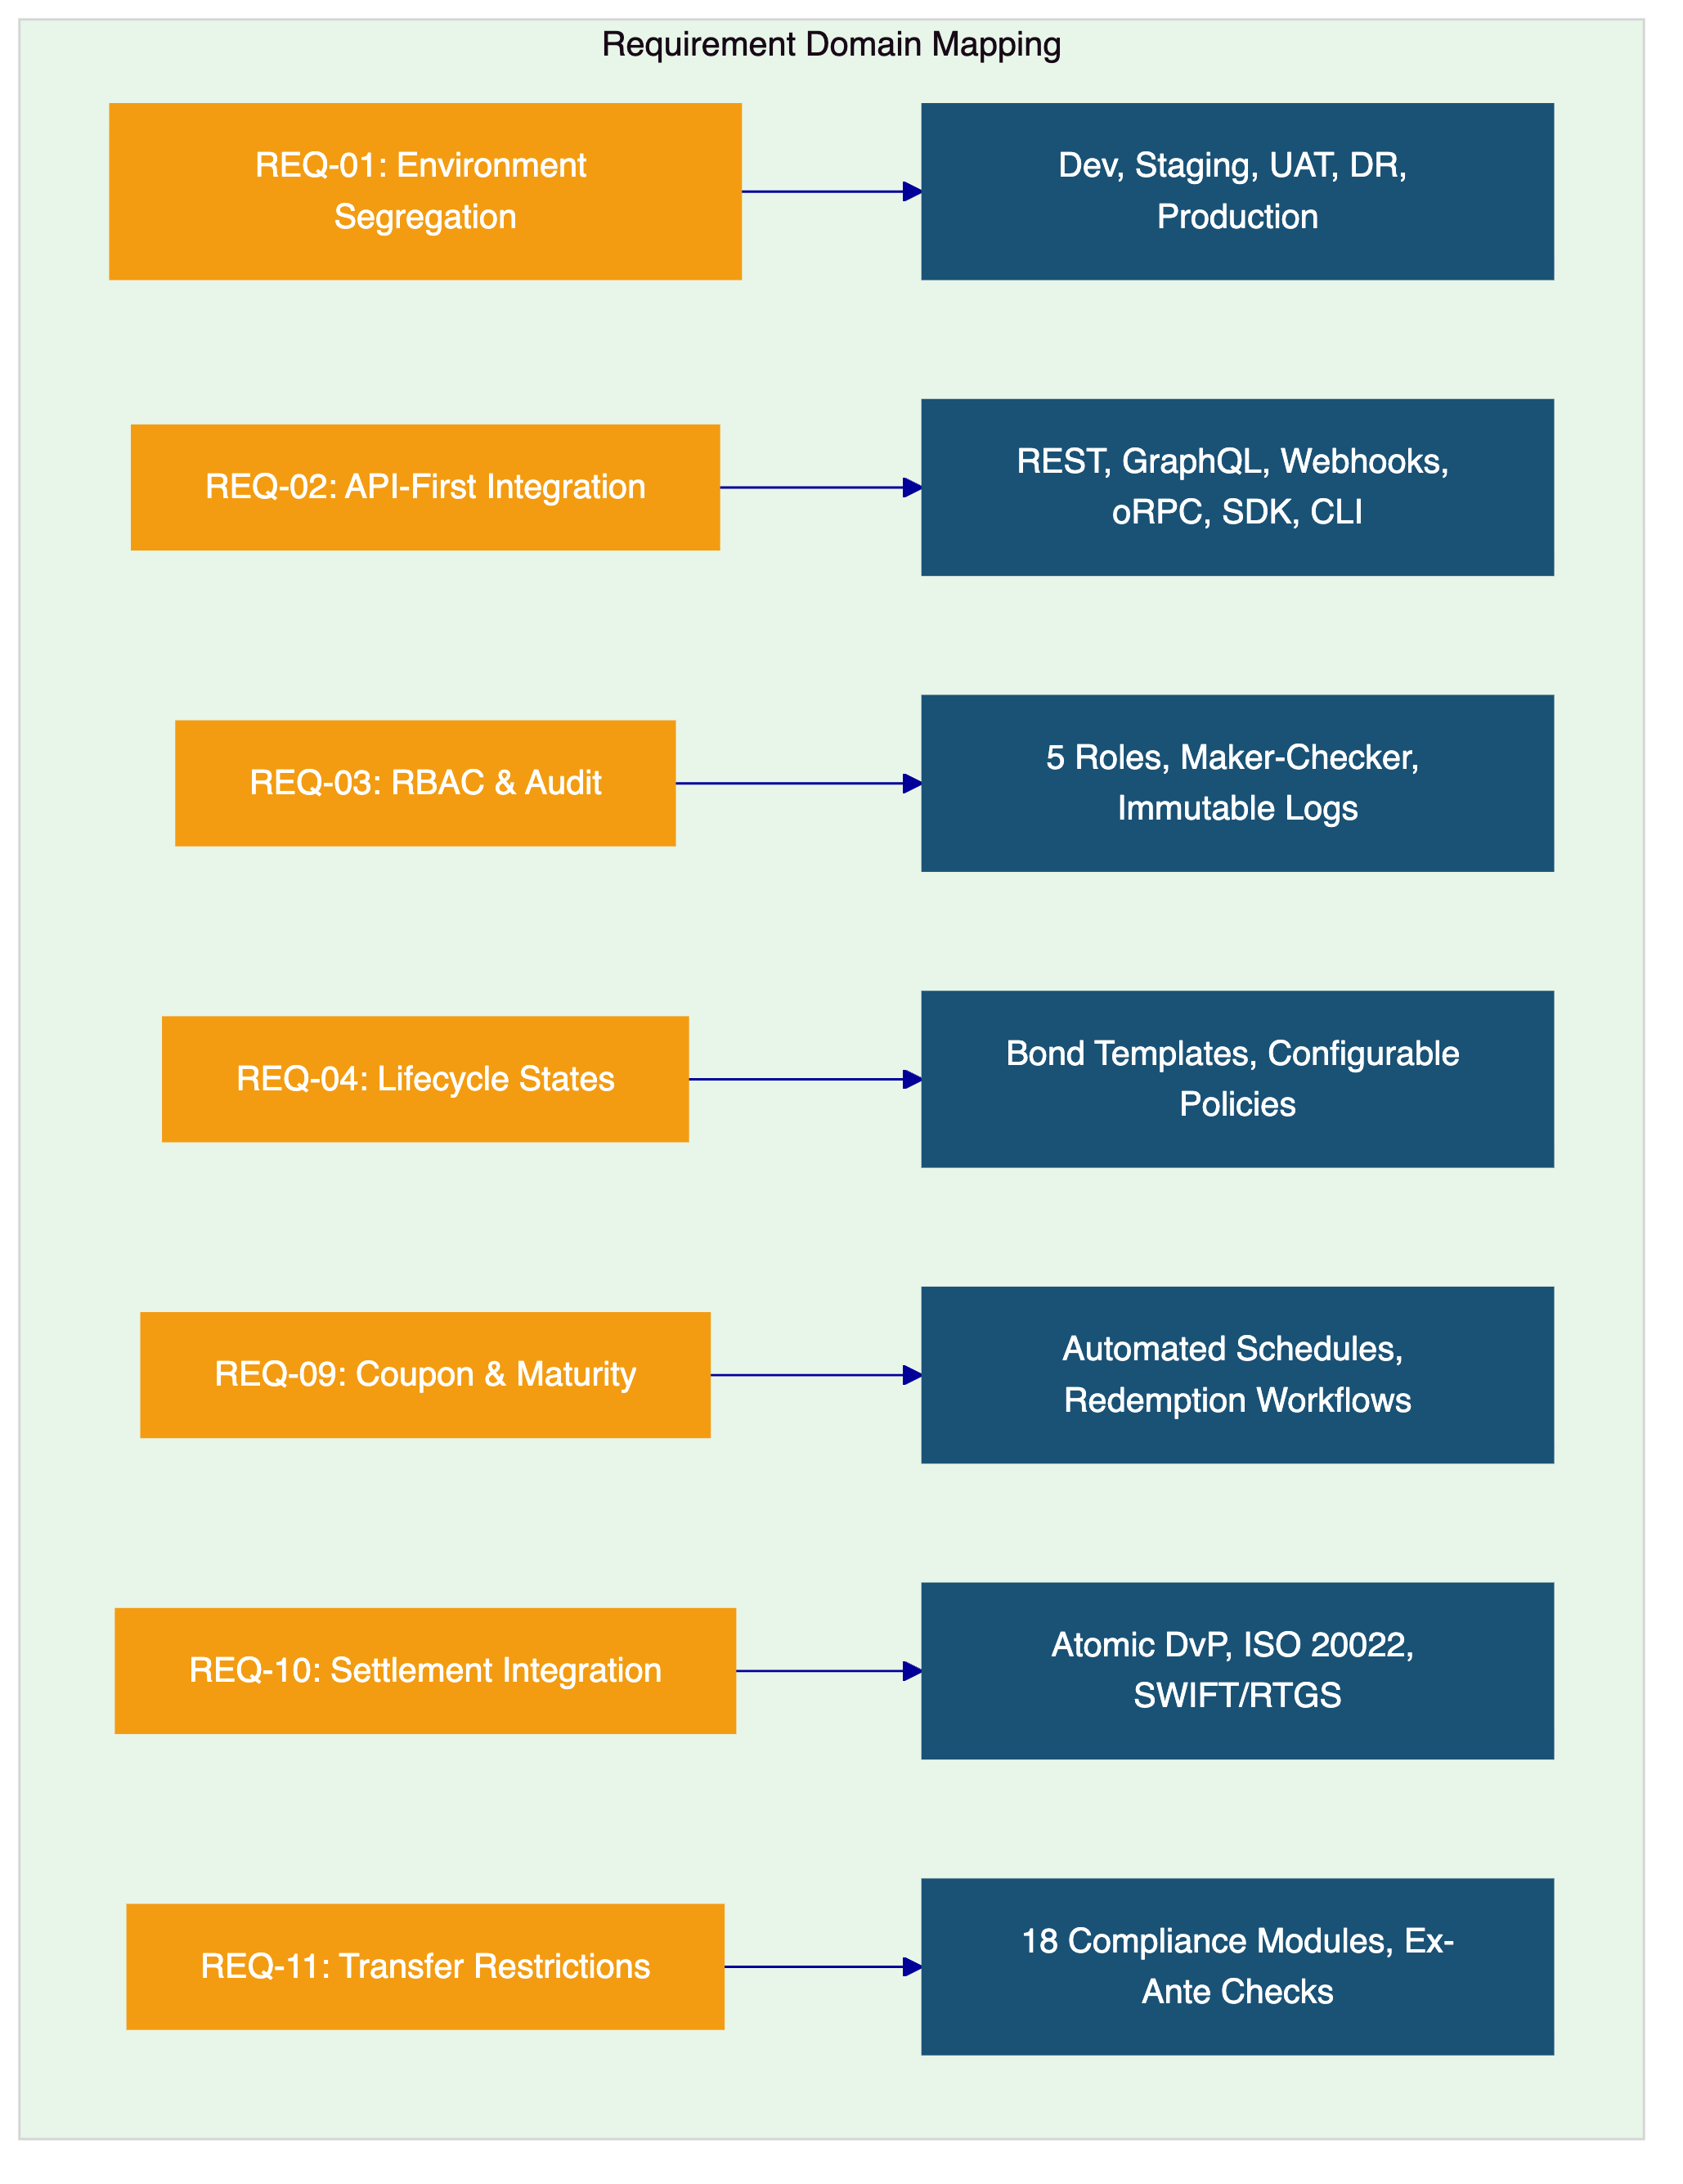 Requirement Domain Mapping
REQ-01: Environment
Segregation
Dev, Staging, UAT, DR,
Production
REQ-02: API-First Integration
REST, GraphQL, Webhooks,
oRPC, SDK, CLI
REQ-03: RBAC & Audit
5 Roles, Maker-Checker,
Immutable Logs
REQ-04: Lifecycle States
Bond Templates, Configurable
Policies
REQ-09: Coupon & Maturity
Automated Schedules,
Redemption Workflows
REQ-10: Settlement Integration
Atomic DvP, ISO 20022,
SWIFT/RTGS
REQ-11: Transfer Restrictions
18 Compliance Modules, Ex-
Ante Checks